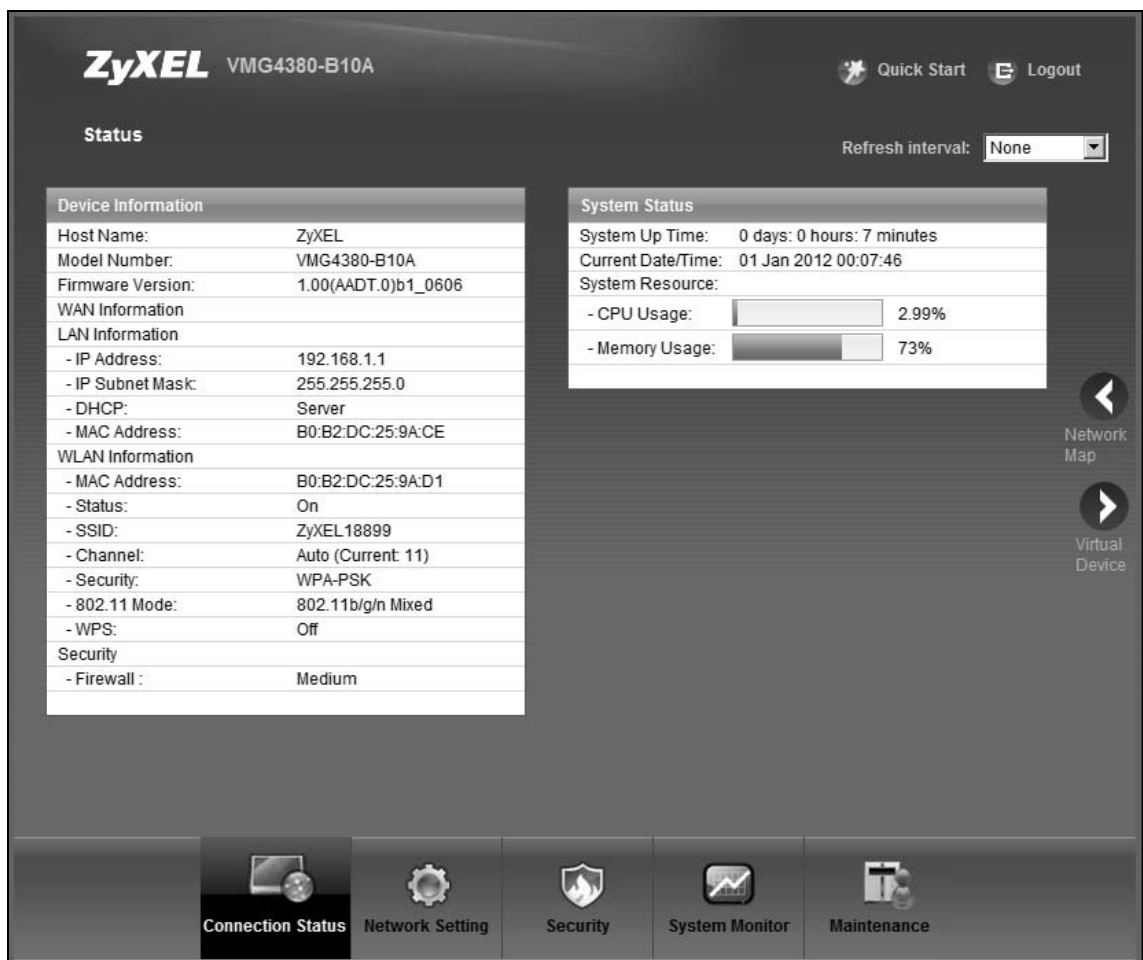 ZyXEL VMG4380-B10A
Quick Start
Logout
Status
Refresh interval: None
Device Information
Host Name: ZyXEL
Model Number: VMG4380-B10A
Firmware Version: 1.00(AADT.0)b1_0606
WAN Information
LAN Information
- IP Address: 192.168.1.1
- IP Subnet Mask: 255.255.255.0
- DHCP: Server
- MAC Address: B0:B2:DC:25:9A:CE
WLAN Information
- MAC Address: B0:B2:DC:25:9A:D1
- Status: On
- SSID: ZyXEL18899
- Channel: Auto (Current: 11)
- Security: WPA-PSK
- 802.11 Mode: 802.11b/g/n Mixed
- WPS: Off
Security
- Firewall : Medium
System Status
System Up Time: 0 days: 0 hours: 7 minutes
Current Date/Time: 01 Jan 2012 00:07:46
System Resource:
- CPU Usage: 2.99%
- Memory Usage: 73%
Network
Map
Virtual
Device
Connection Status
Network Setting
Security
System Monitor
Maintenance